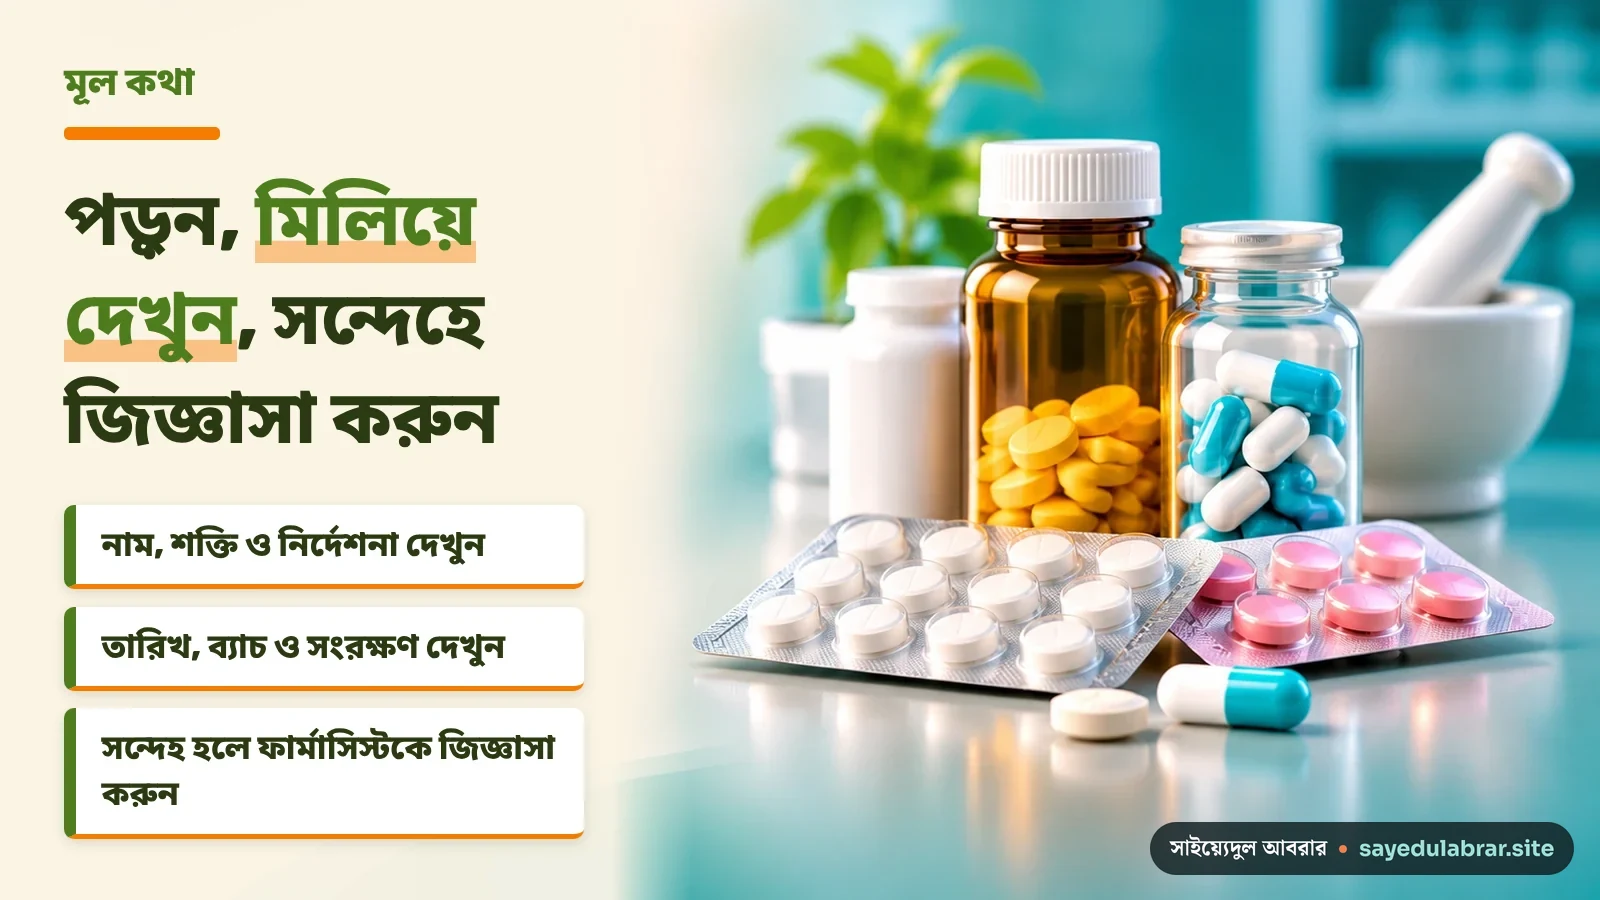 মূল কথা
পড়ুন, মিলিয়ে
দেখুন, সন্দেহে
জিজ্ঞাসা করুন
নাম, শক্তি ও নির্দেশনা দেখুন
তারিখ, ব্যাচ ও সংরক্ষণ দেখুন
সন্দেহ হলে ফার্মাসিস্টকে জিজ্ঞাসা
করুন
সাইয়্যেদুল আবরার • sayedulabrar.site